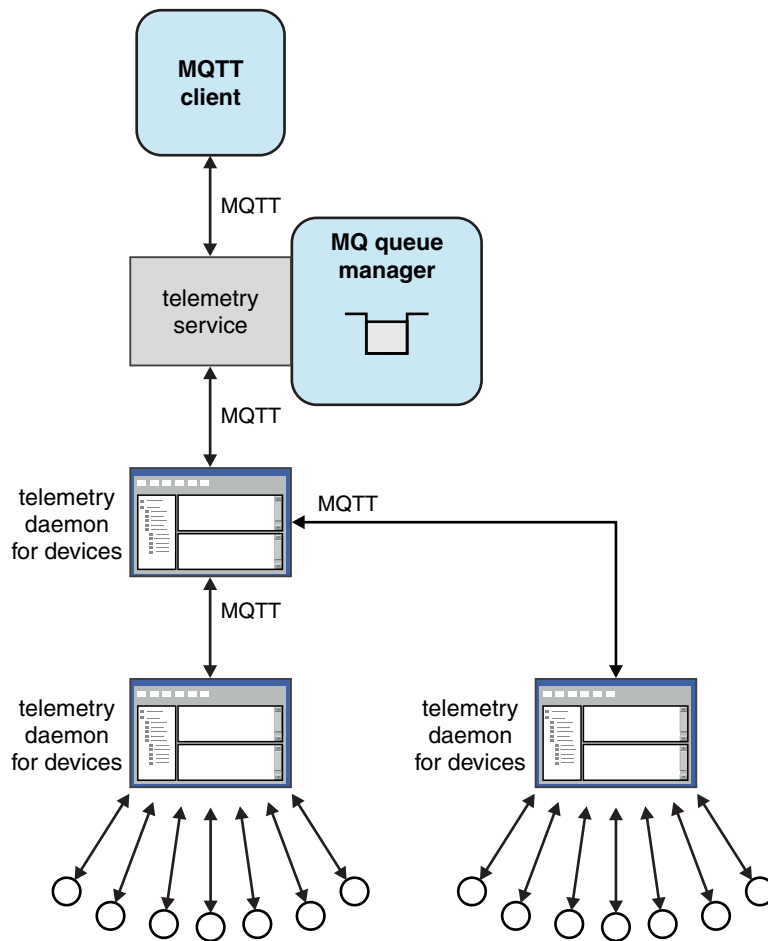 MQTT
client
MQTT
MQ queue
manager
telemetry
service
MQTT
telemetry
daemon
for devices
MQTT
MQTT
telemetry
daemon
for devices
telemetry
daemon
for devices